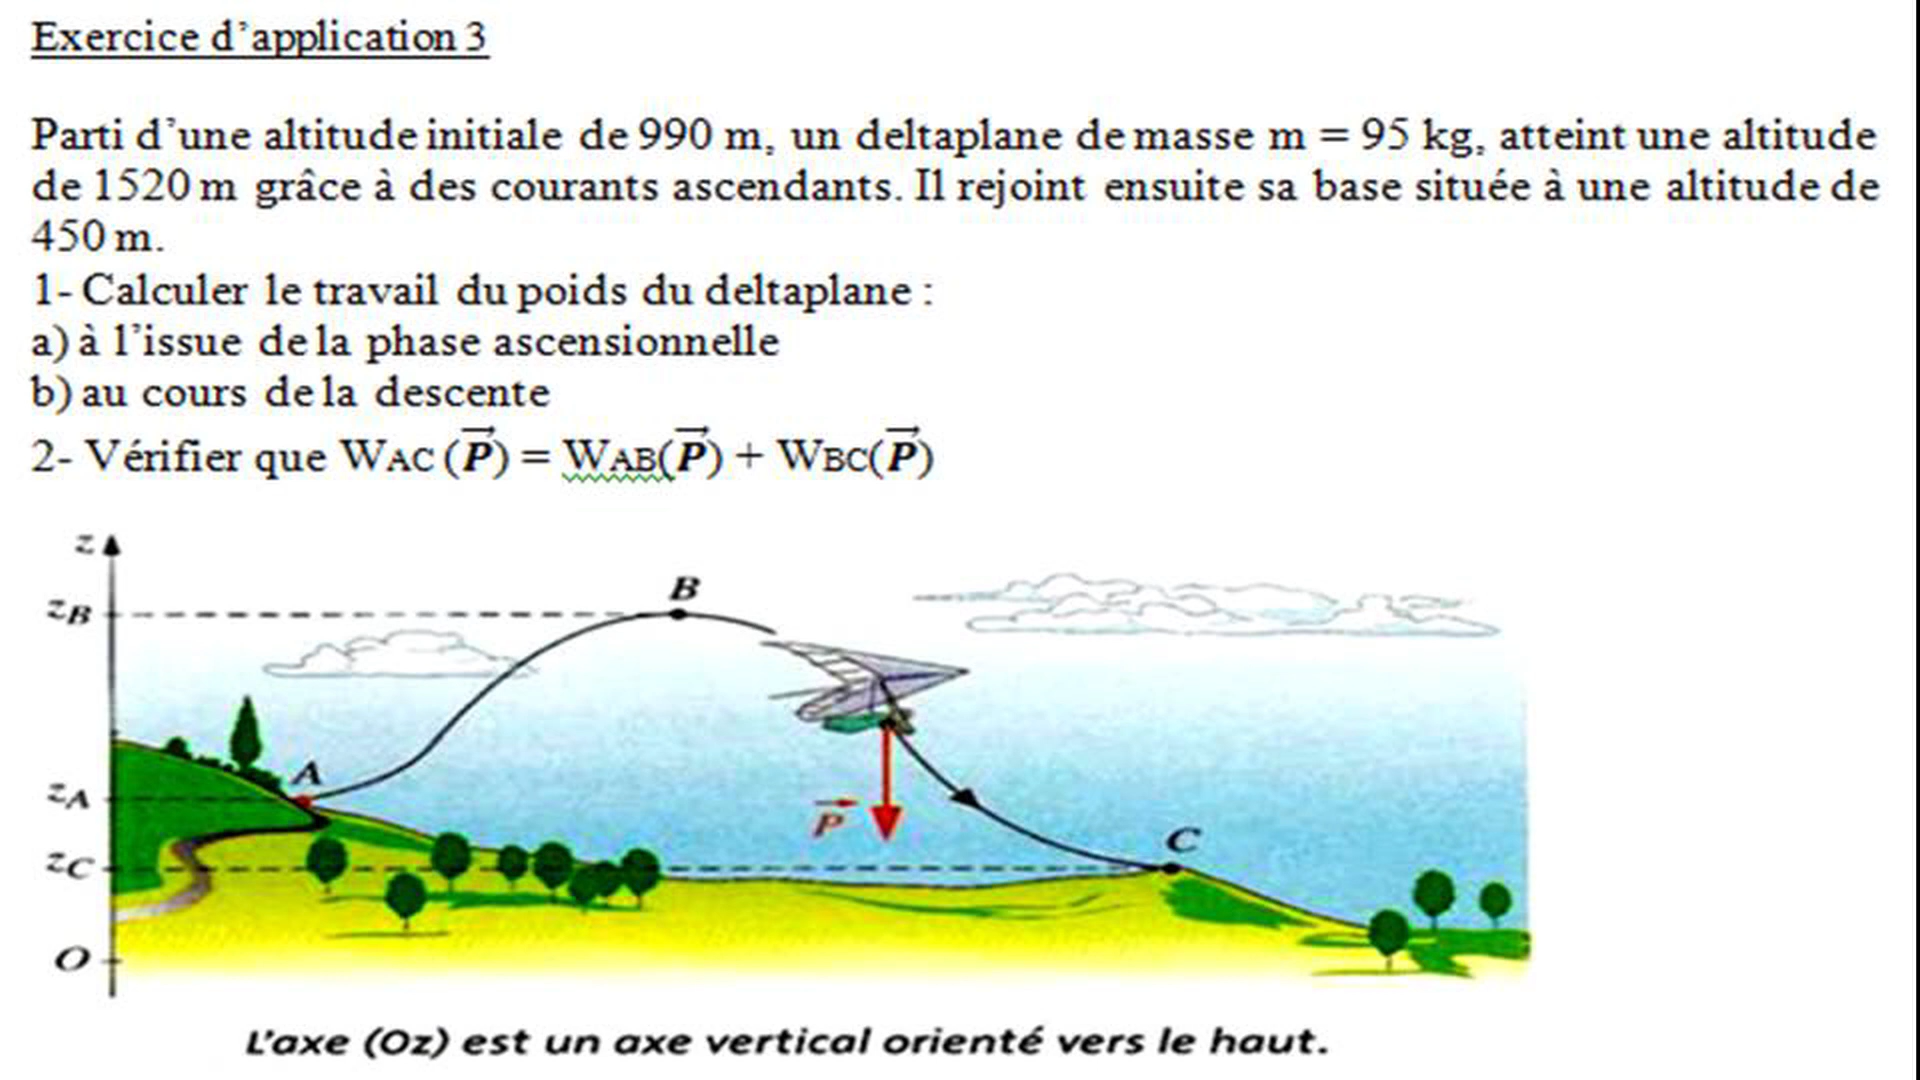 Exercice d'application 3
Parti d'une altitude initiale de 990 m, un deltaplane de masse m = 95 kg, atteint une altitude
de 1520 m grâce à des courants ascendants. Il rejoint ensuite sa base située à une altitude de
450 m.
1- Calculer le travail du poids du deltaplane :
a) à l'issue de la phase ascensionnelle
b) au cours de la descente
2- Vérifier que WAC (P⃗) = WAB(P⃗) + WBC(P⃗)
z
B
zB
A
zA
P⃗
C
zC
O
L'axe (Oz) est un axe vertical orienté vers le haut.